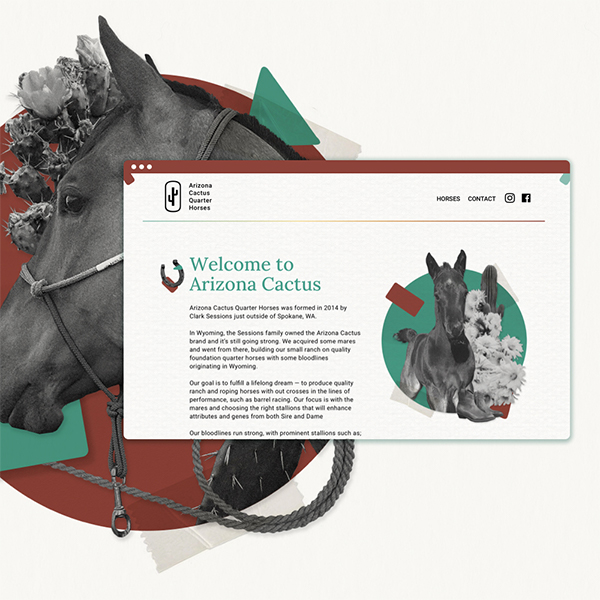 Arizona
Cactus
Quarter
Horses
HORSES CONTACT
Welcome to
Arizona Cactus
Arizona Cactus Quarter Horses was formed in 2014 by
Clark Sessions just outside of Spokane, WA.
In Wyoming, the Sessions family owned the Arizona Cactus
brand and it's still going strong. We acquired some mares
and went from there, building our small ranch on quality
foundation quarter horses with some bloodlines
originating in Wyoming.
Our goal is to fulfill a lifelong dream — to produce quality
ranch and roping horses with out crosses in the lines of
performance, such as barrel racing. Our focus is with the
mares and choosing the right stallions that will enhance
attributes and genes from both Sire and Dame
Our bloodlines run strong, with prominent stallions such as;